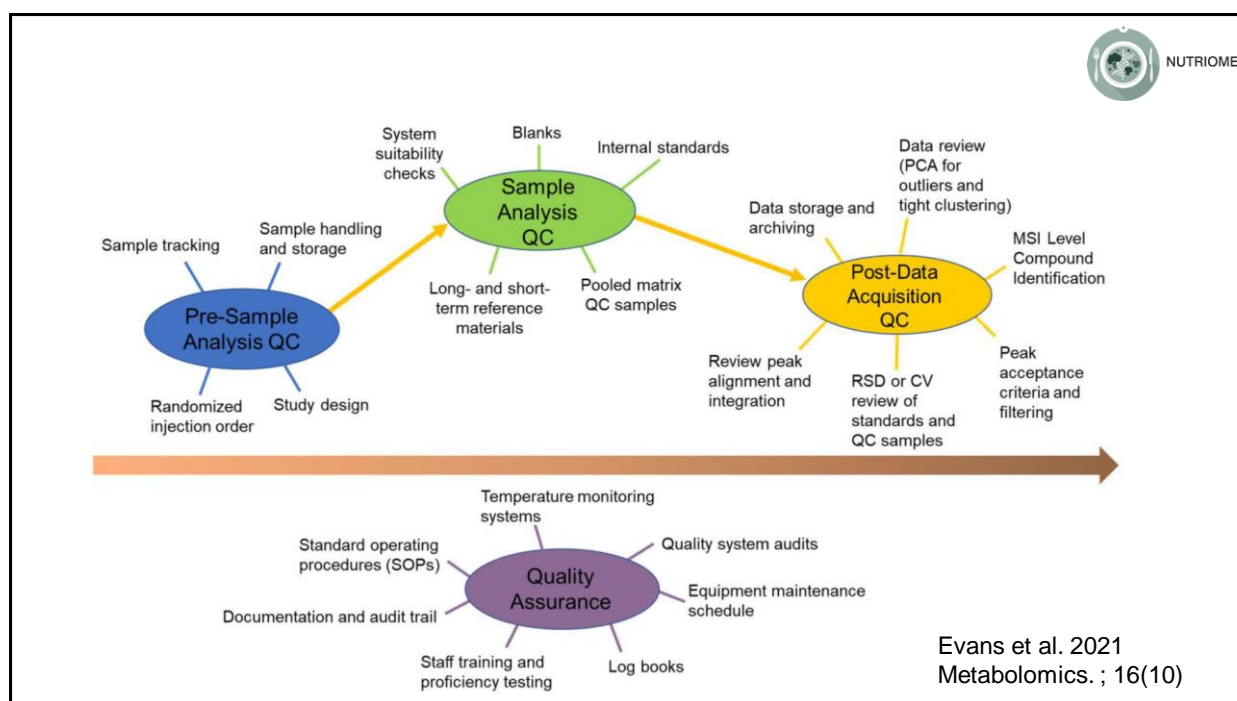 NUTRIOME
System
suitability
checks
Blanks
Internal standards
Sample
Analysis
QC
Long- and short-
term reference
materials
Pooled matrix
QC samples
Sample tracking
Sample handling
and storage
Pre-Sample
Analysis QC
Randomized
injection order
Study design
Data storage and
archiving
Data review
(PCA for
outliers and
tight clustering)
MSI Level
Compound
Identification
Post-Data
Acquisition
QC
Review peak
alignment and
integration
RSD or CV
review of
standards and
QC samples
Peak
acceptance
criteria and
filtering
Temperature monitoring
systems
Standard operating
procedures (SOPs)
Quality system audits
Quality
Assurance
Equipment maintenance
schedule
Documentation and audit trail
Staff training and
proficiency testing
Log books
Evans et al. 2021
Metabolomics. ; 16(10)